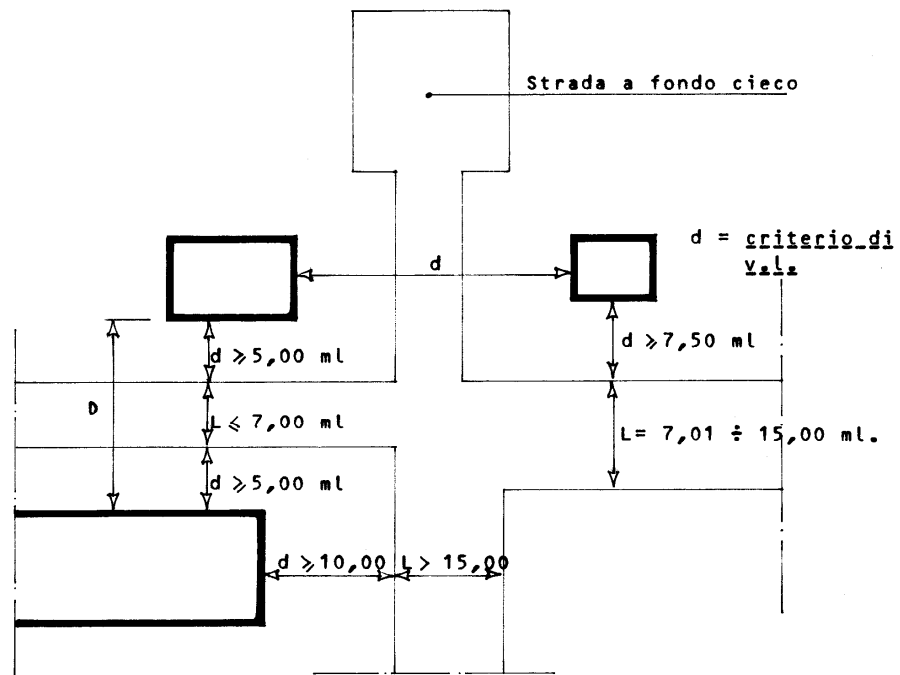 Strada a fondo cieco
d = criterio di
v.l.
d
d ⩾ 5,00 ml
d ⩾ 7,50 ml
D
L ⩽ 7,00 ml
L = 7,01 ÷ 15,00 ml.
d ⩾ 5,00 ml
d ⩾ 10,00
L > 15,00